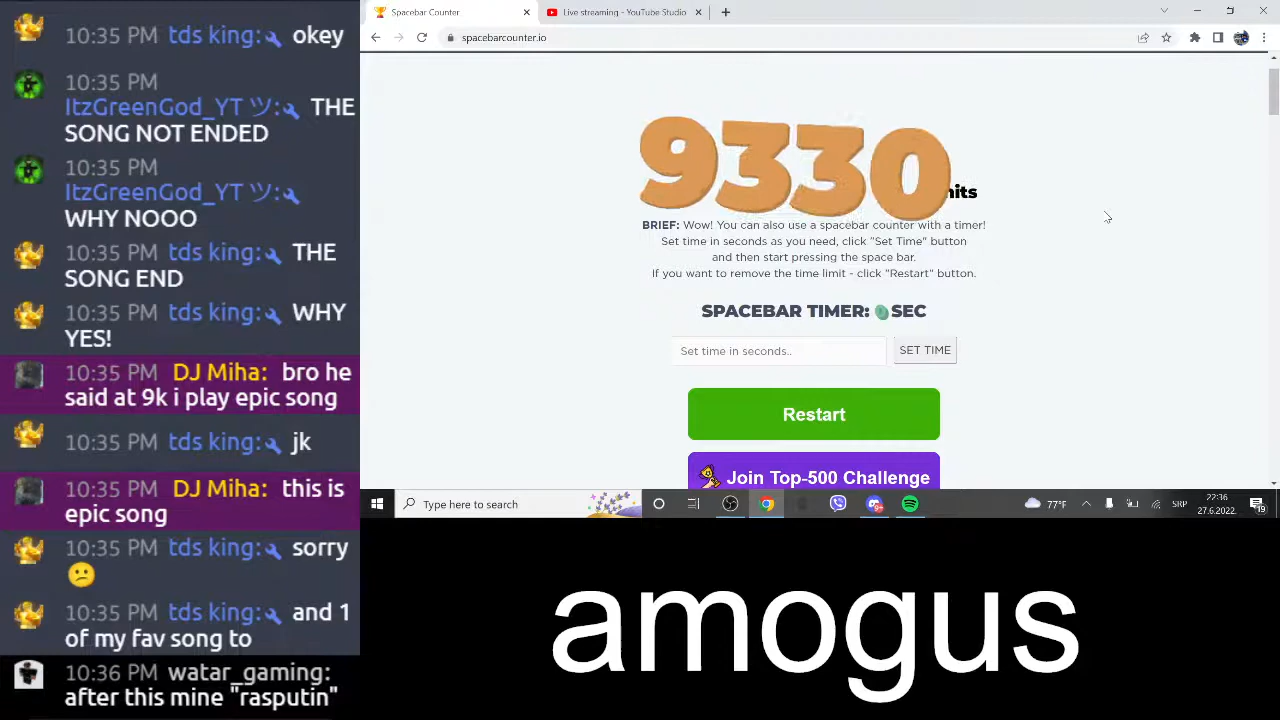 10:35 PM tds king: okey
10:35 PM
ItzGreenGod_YT ツ: THE
SONG NOT ENDED
10:35 PM
ItzGreenGod_YT ツ:
WHY NOOO
10:35 PM tds king: THE
SONG END
10:35 PM tds king: WHY
YES!
10:35 PM DJ Miha: bro he
said at 9k i play epic song
10:35 PM tds king: jk
10:35 PM DJ Miha: this is
epic song
10:35 PM tds king: sorry
😕
10:35 PM tds king: and 1
of my fav song to
10:36 PM watar_gaming:
after this mine "rasputin"
Spacebar Counter
Live streaming - YouTube Studio
spacebarcounter.io
9330
hits
BRIEF: Wow! You can also use a spacebar counter with a timer!
Set time in seconds as you need, click "Set Time" button
and then start pressing the space bar.
If you want to remove the time limit - click "Restart" button.
SPACEBAR TIMER: SEC
Set time in seconds.. SET TIME
Restart
Join Top-500 Challenge
Type here to search
77°F
SRP
22:36
27.6.2022.
19
amogus